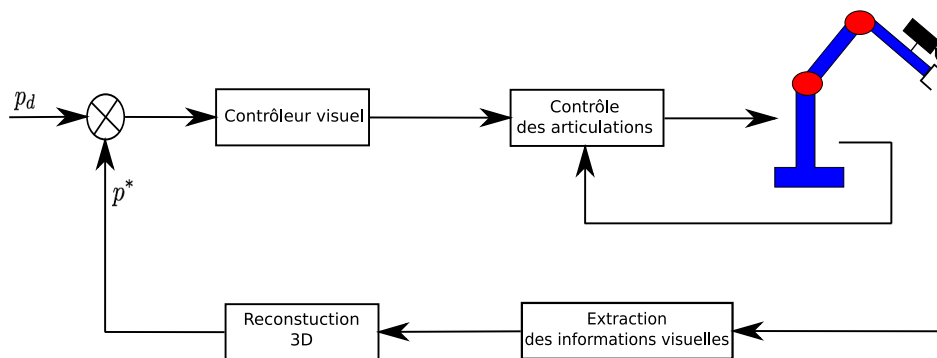 p_d
Contrôleur visuel
Contrôle
des articulations
p*
Reconstuction
3D
Extraction
des informations visuelles